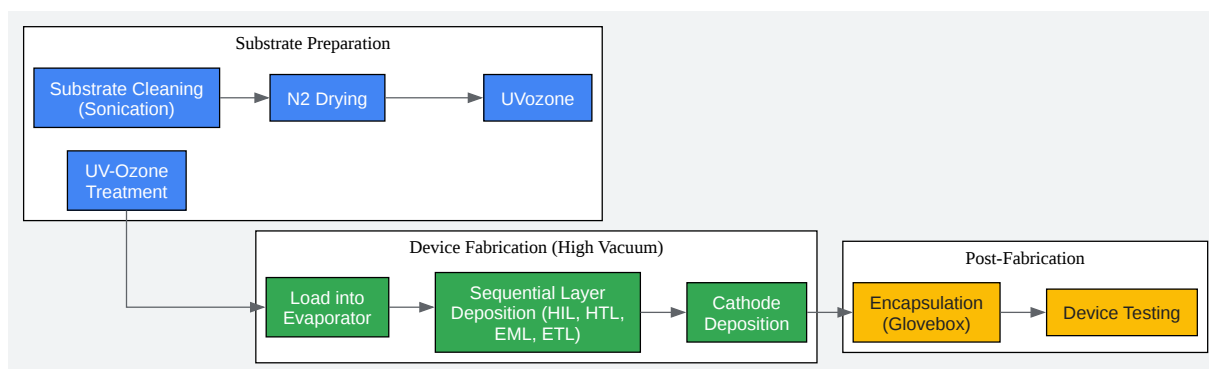 Substrate Preparation
Substrate Cleaning
(Sonication)
N2 Drying
UVozone
UV-Ozone
Treatment
Device Fabrication (High Vacuum)
Load into
Evaporator
Sequential Layer
Deposition (HIL, HTL,
EML, ETL)
Cathode
Deposition
Post-Fabrication
Encapsulation
(Glovebox)
Device Testing